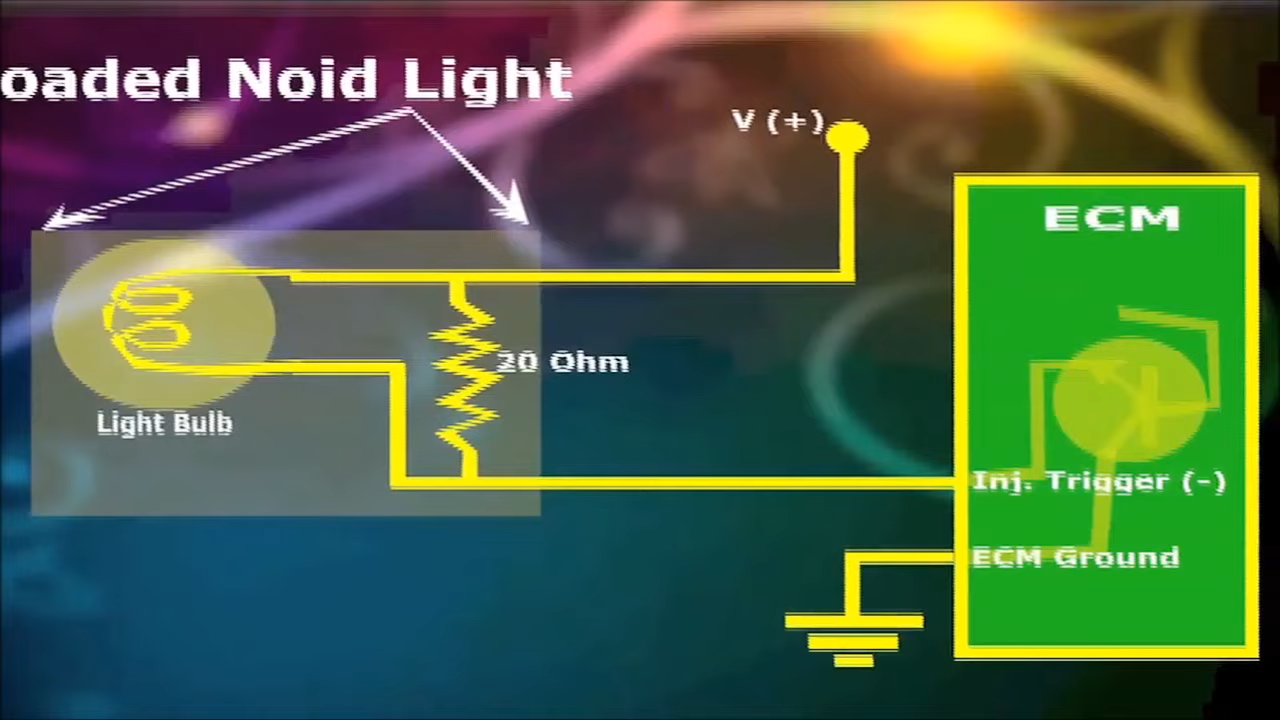 oaded Noid Light
V (+)
ECM
20 Ohm
Light Bulb
Inj. Trigger (-)
ECM Ground